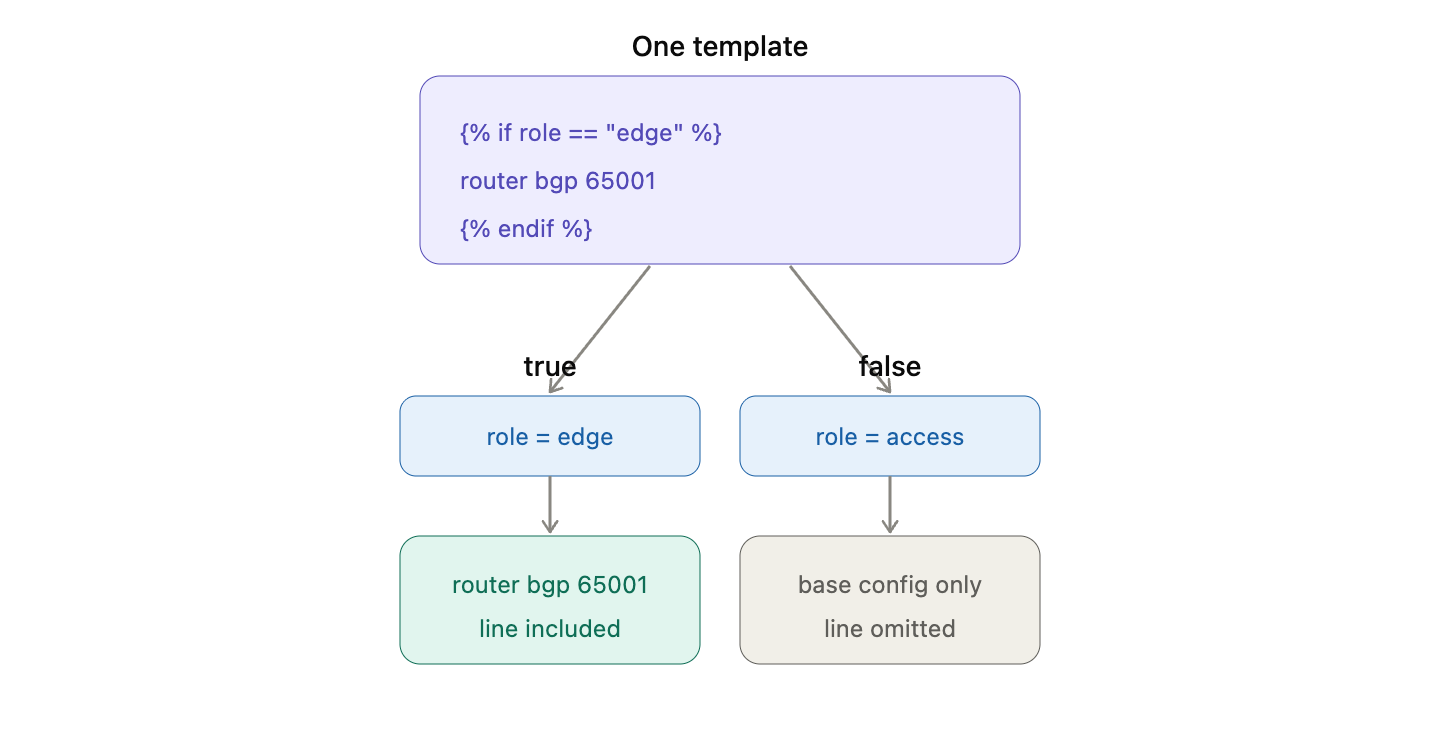 One template
{% if role == "edge" %}
router bgp 65001
{% endif %}
true
false
role = edge
role = access
router bgp 65001
line included
base config only
line omitted